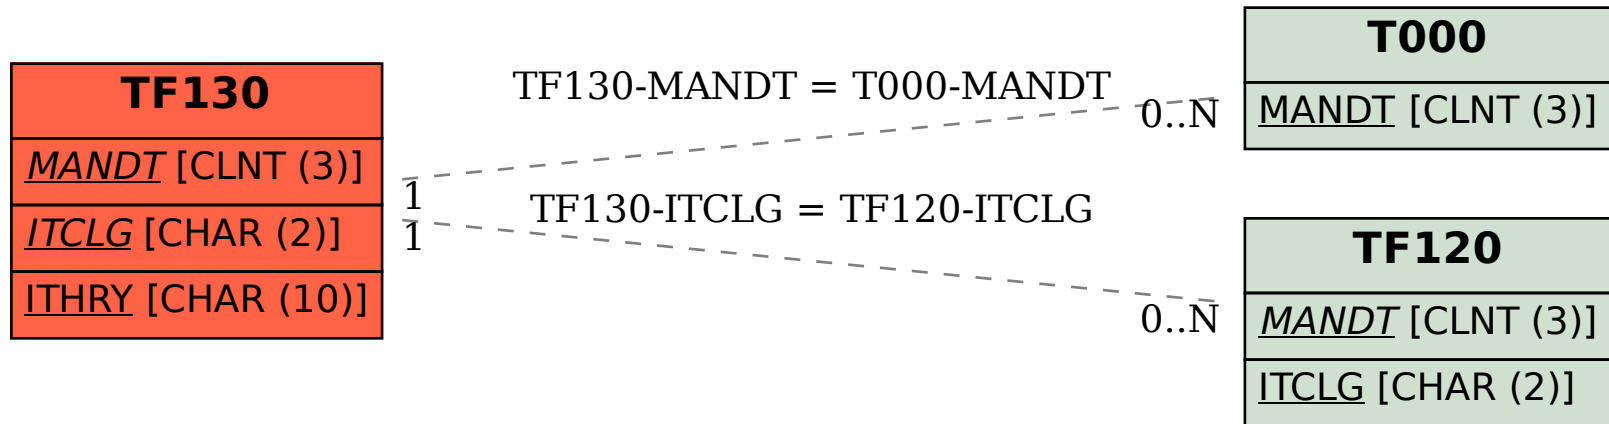 TF130
MANDT [CLNT (3)]
ITCLG [CHAR (2)]
ITHRY [CHAR (10)]
TF130-MANDT = T000-MANDT
0..N
1
TF130-ITCLG = TF120-ITCLG
1
0..N
T000
MANDT [CLNT (3)]
TF120
MANDT [CLNT (3)]
ITCLG [CHAR (2)]